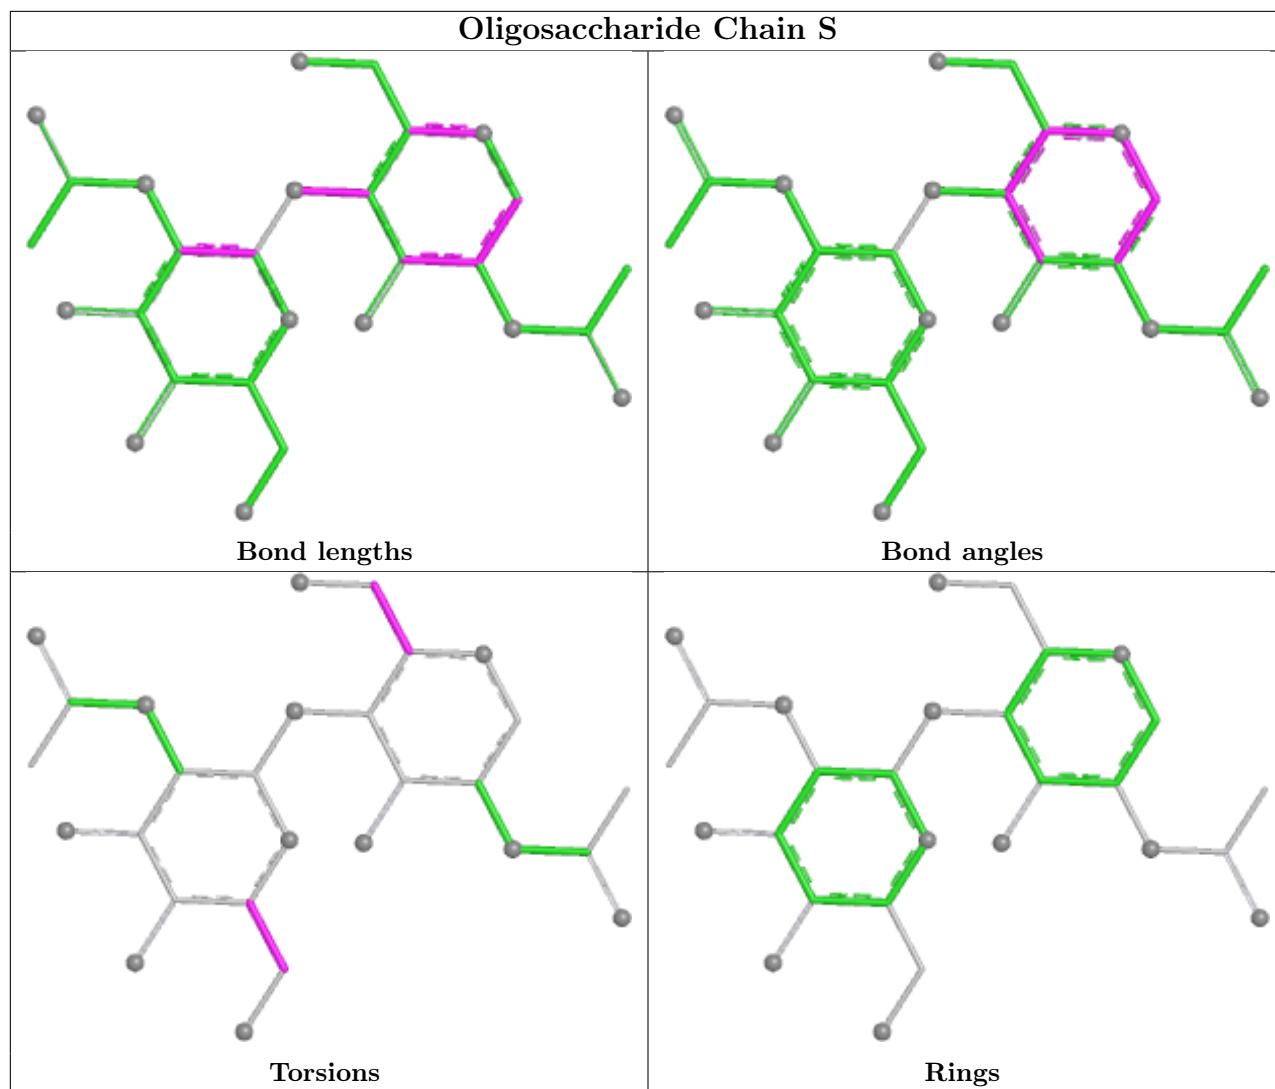 Oligosaccharide Chain S
Bond lengths
Bond angles
Torsions
Rings